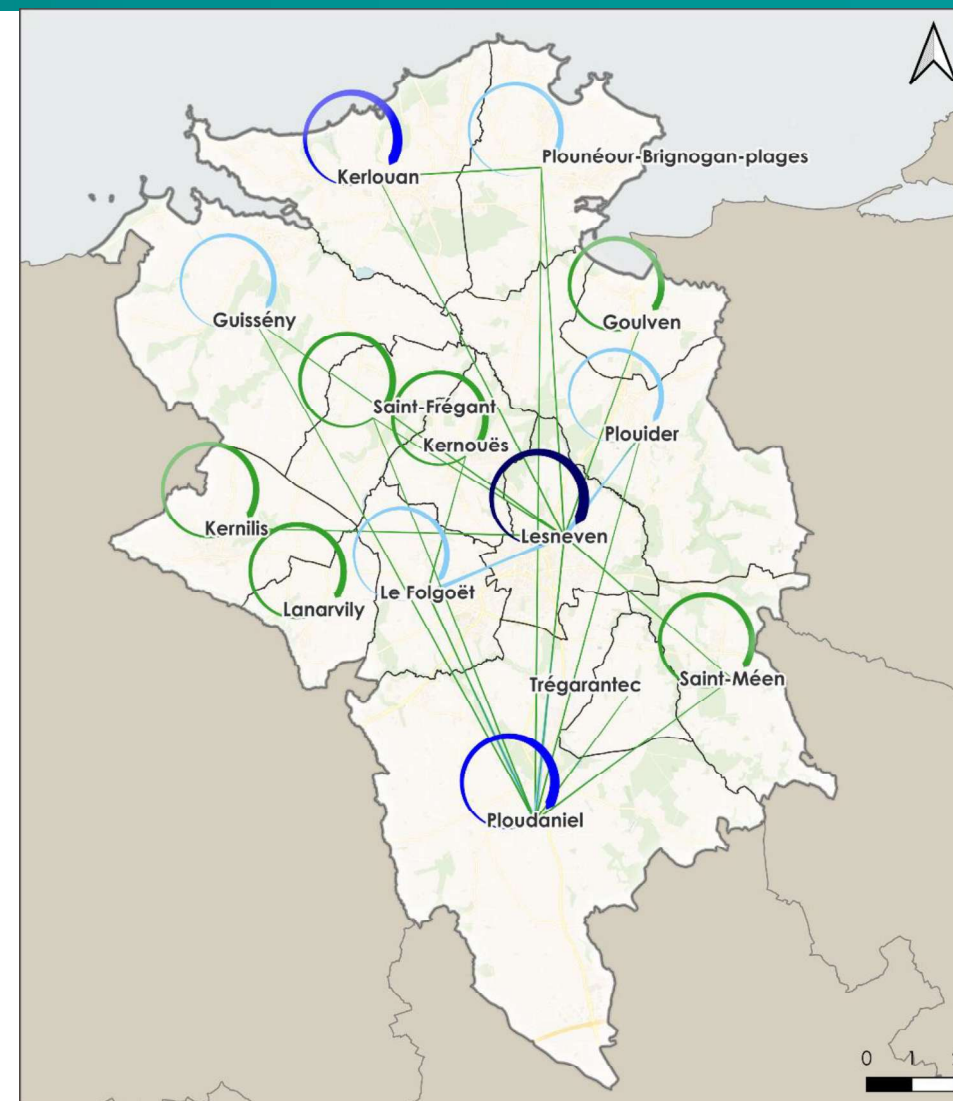 Plounéour-Brignogan-plages
Kerlouan
Guissény
Goulven
Saint-Frégant
Plouider
Kernouës
Kernilis
Lesneven
Le Folgoët
Lanarvily
Saint-Méen
Trégarantec
Ploudaniel
0 1